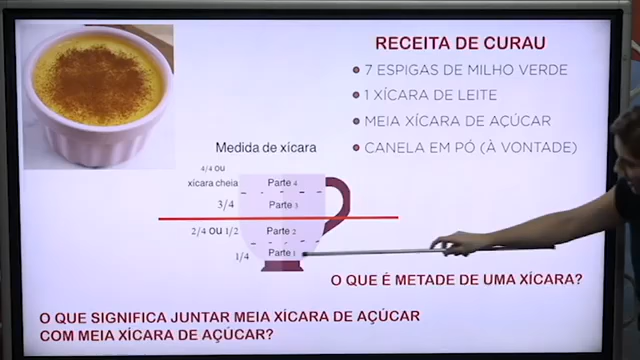 RECEITA DE CURAU
7 ESPIGAS DE MILHO VERDE
1 XÍCARA DE LEITE
MEIA XÍCARA DE AÇÚCAR
CANELA EM PÓ (À VONTADE)
Medida de xícara
4/4 ou
xícara cheia
Parte 4
3/4
Parte 3
2/4 ou 1/2
Parte 2
1/4
Parte 1
O QUE É METADE DE UMA XÍCARA?
O QUE SIGNIFICA JUNTAR MEIA XÍCARA DE AÇÚCAR
COM MEIA XÍCARA DE AÇÚCAR?